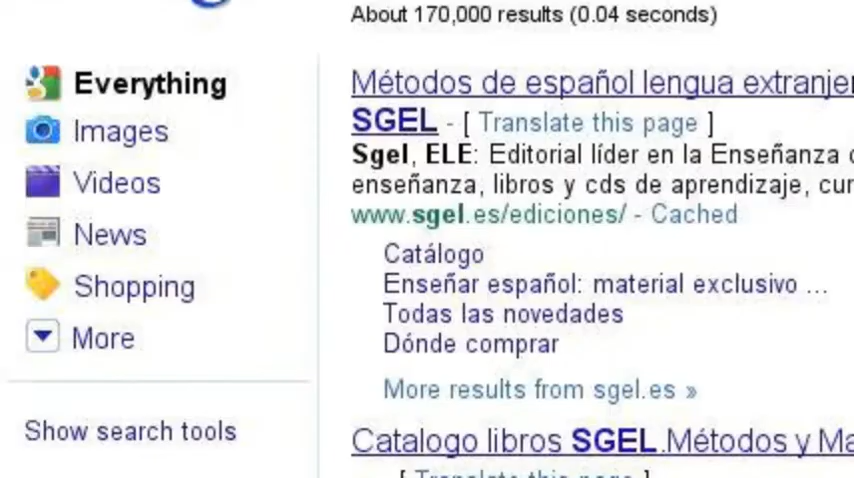 About 170,000 results (0.04 seconds)
Everything
Images
Videos
News
Shopping
More
Show search tools
Métodos de español lengua
SGEL - [ Translate this page ]
Sgel, ELE: Editorial líder en la Enseñanza
enseñanza, libros y cds de aprendizaje,
www.sgel.es/ediciones/ - Cached
Catálogo
Enseñar español: material exclusivo ...
Todas las novedades
Dónde comprar
More results from sgel.es »
Catalogo libros SGEL.Métodos y
[ Translate this page ]